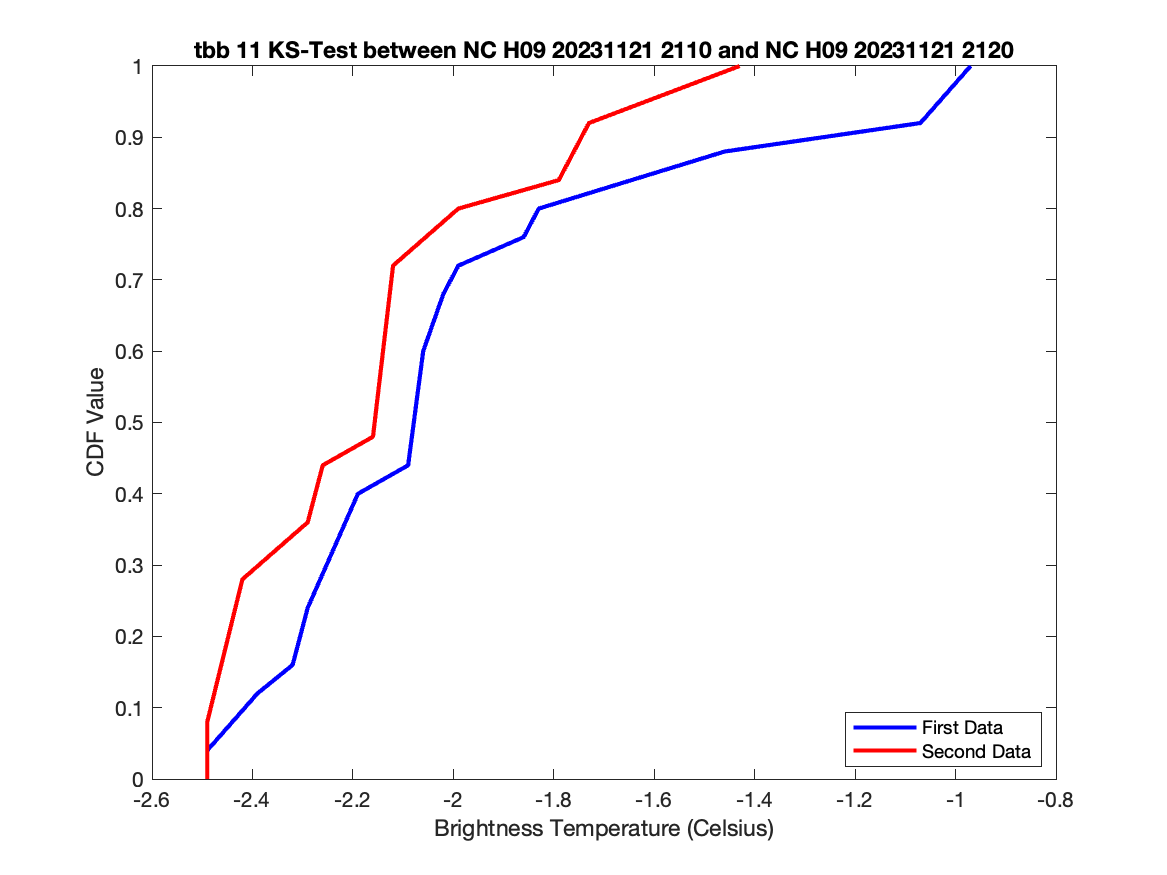 tbb 11 KS-Test between NC H09 20231121 2110 and NC H09 20231121 2120
1
0.9
0.8
0.7
0.6
0.5
0.4
0.3
0.2
0.1
0
CDF Value
First Data
Second Data
-2.6 -2.4 -2.2 -2 -1.8 -1.6 -1.4 -1.2 -1 -0.8
Brightness Temperature (Celsius)